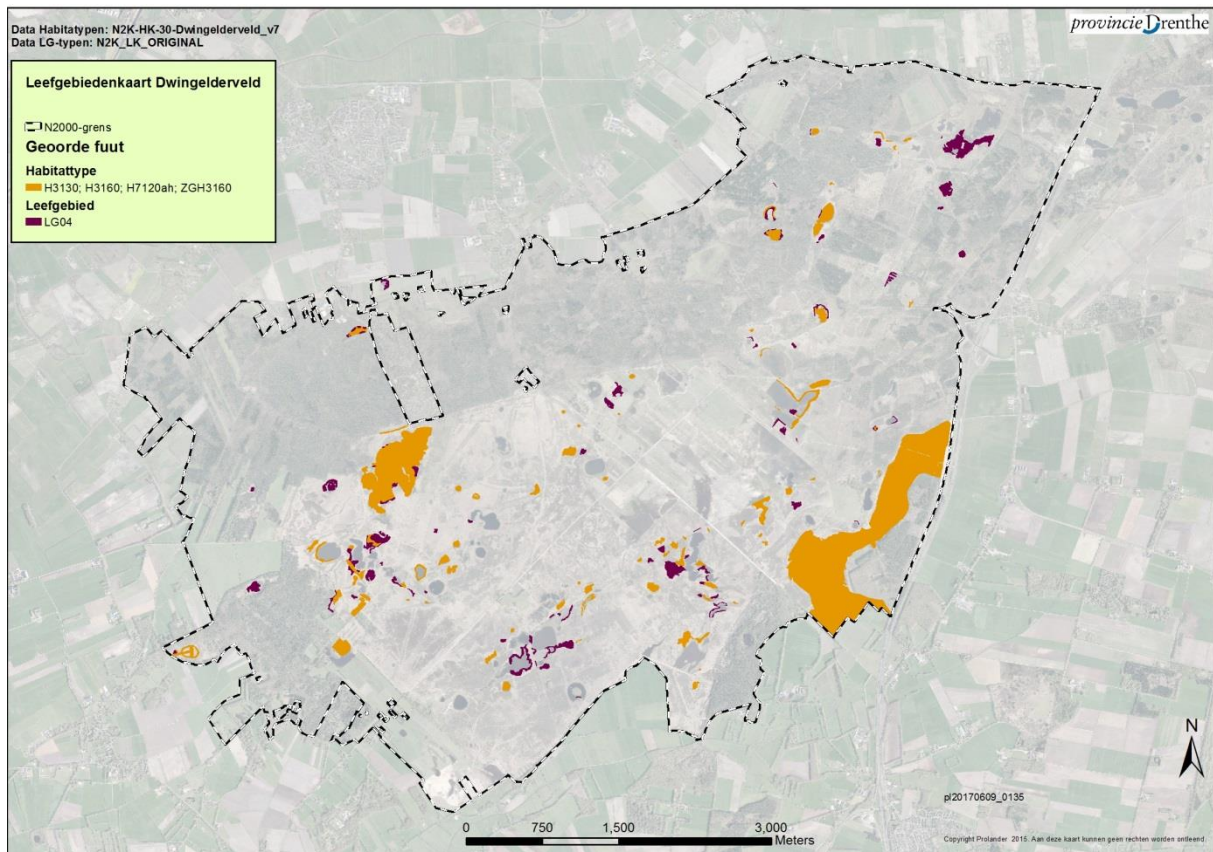 Data Habitatypen: N2K-HK-30-Dwingelderveld_v7
Data LG-typen: N2K_LK_ORIGINAL
provincie Drenthe
Leefgebiedenkaart Dwingelderveld
N2000-grens
Geoorde fuut
Habitattype
H3130; H3160; H7120ah; ZGH3160
Leefgebied
LG04
N
pl20170609_0135
0 750 1,500 3,000
Meters
Copyright Prolander 2015. Aan deze kaart kunnen geen rechten worden ontleend.